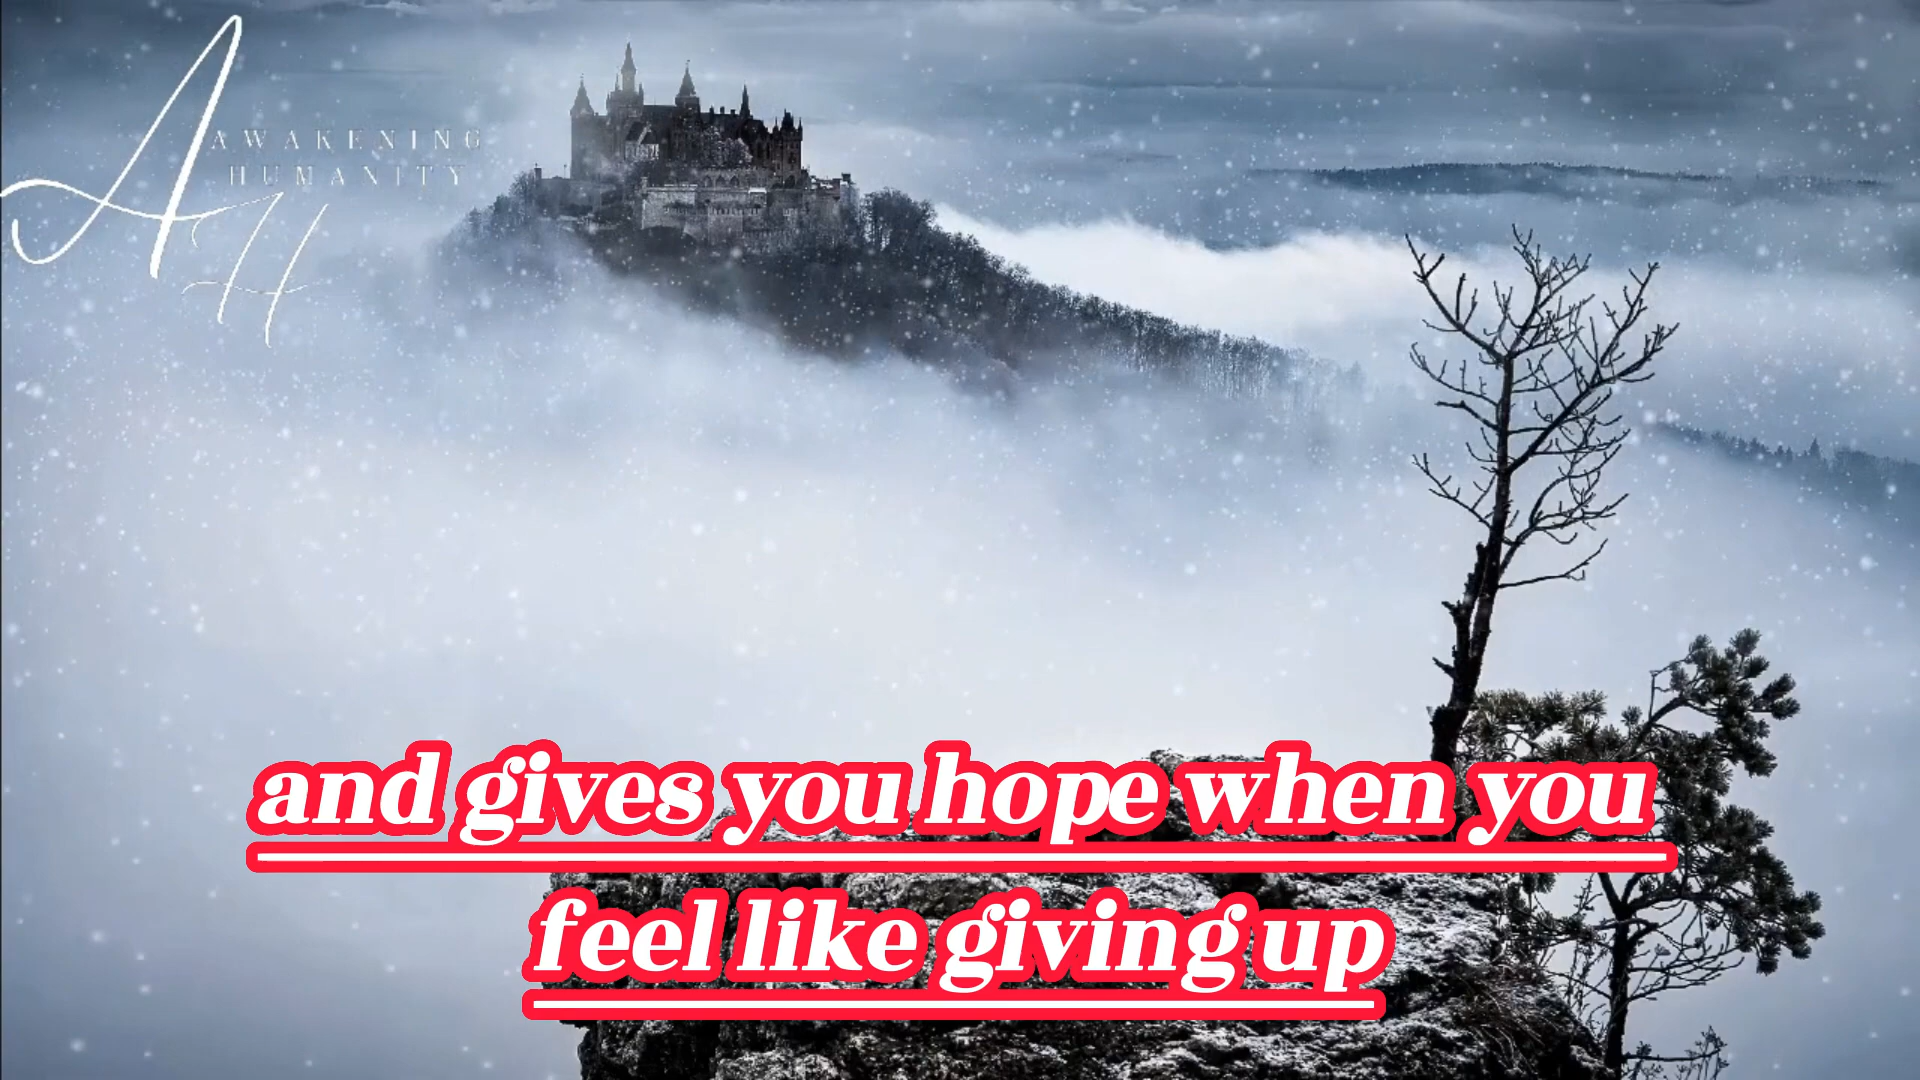 A
AWAKENING
HUMANITY
H
and gives you hope when you
feel like giving up